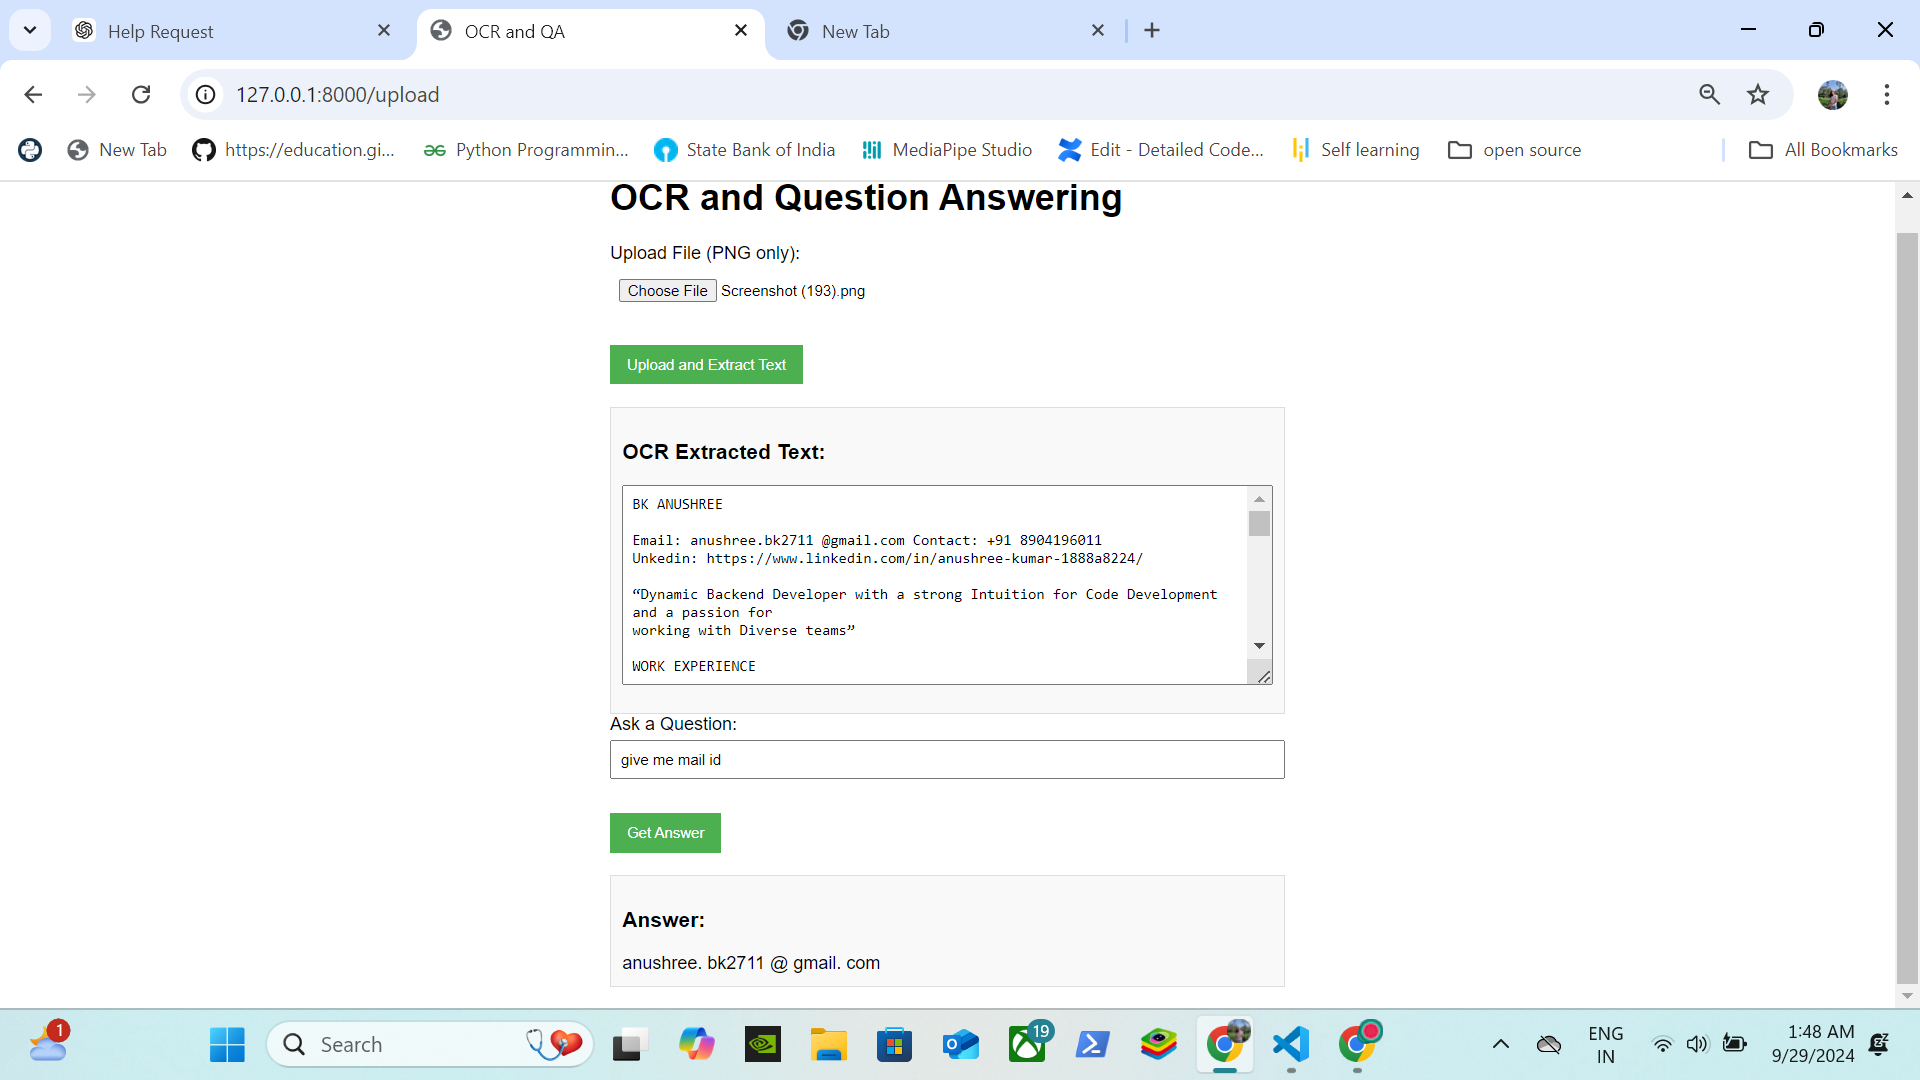 Help Request
OCR and QA
New Tab
127.0.0.1:8000/upload
New Tab
https://education.gi...
Python Programmin...
State Bank of India
MediaPipe Studio
Edit - Detailed Code...
Self learning
open source
All Bookmarks
OCR and Question Answering
Upload File (PNG only):
Choose File Screenshot (193).png
Upload and Extract Text
OCR Extracted Text:
BK ANUSHREE
Email: anushree.bk2711 @gmail.com Contact: +91 8904196011
Unkedin: https://www.linkedin.com/in/anushree-kumar-1888a8224/
“Dynamic Backend Developer with a strong Intuition for Code Development
and a passion for
working with Diverse teams”
WORK EXPERIENCE
Ask a Question:
give me mail id
Get Answer
Answer:
anushree. bk2711 @ gmail. com
1
Search
19
ENG
IN
1:48 AM
9/29/2024